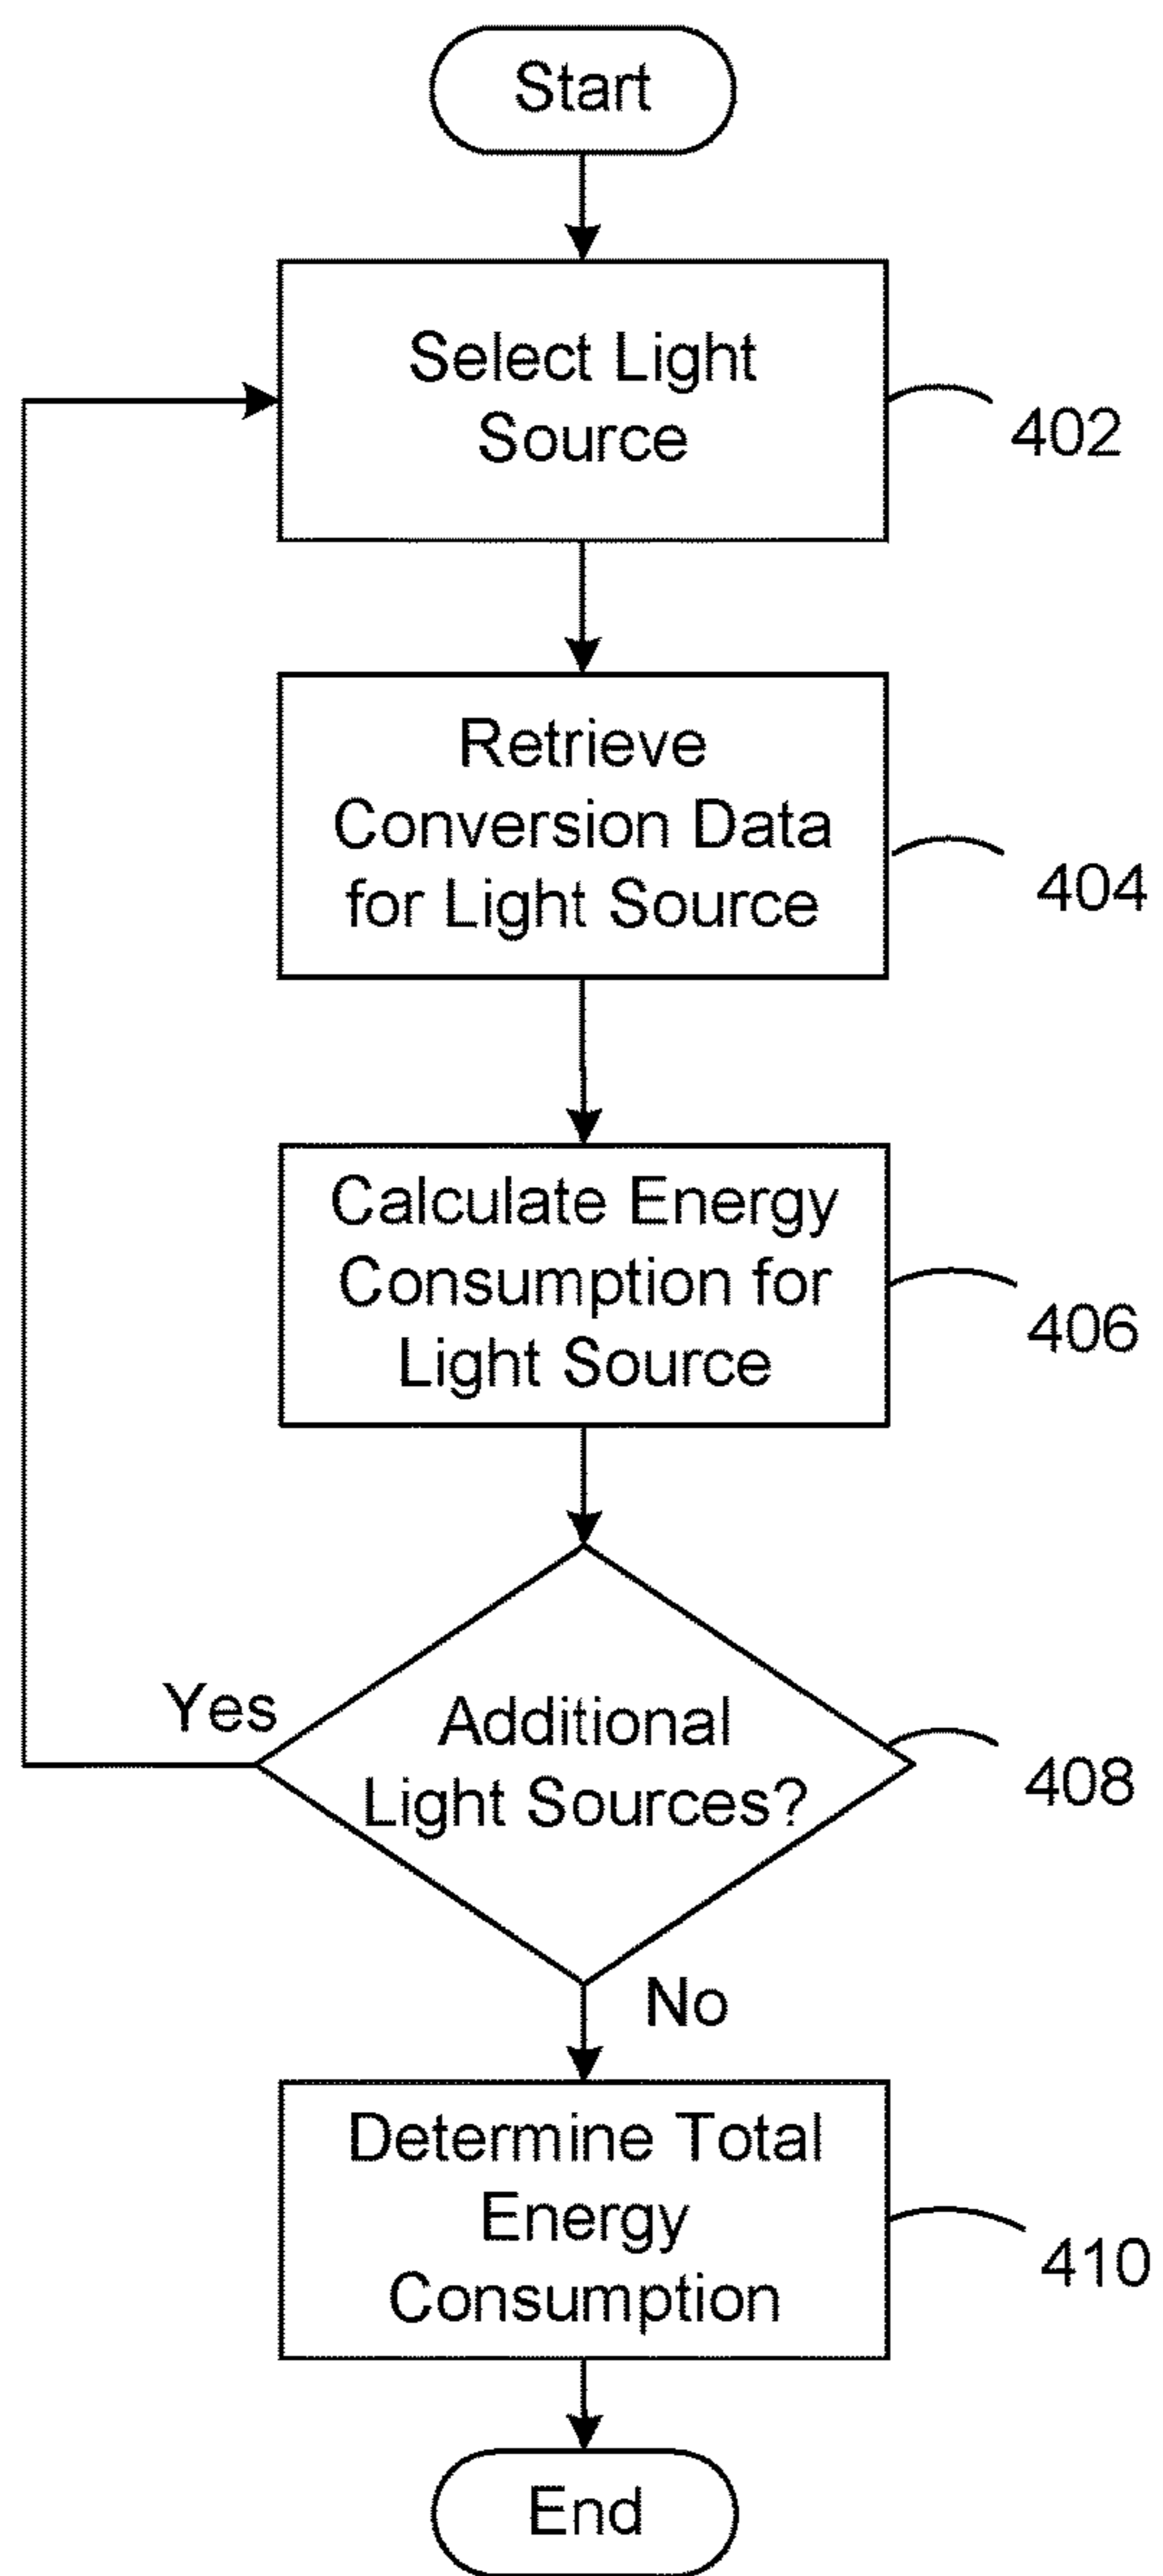 Start
Select Light
Source
402
Retrieve
Conversion Data
for Light Source
404
Calculate Energy
Consumption for
Light Source
406
Yes
Additional
Light Sources?
408
No
Determine Total
Energy
Consumption
410
End